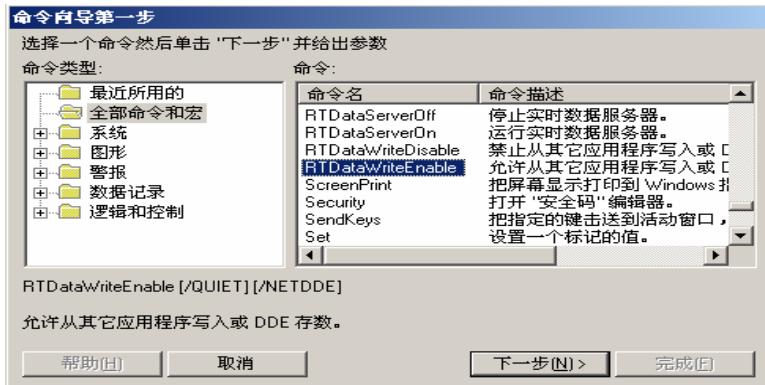 命令向导第一步
选择一个命令然后单击 "下一步" 并给出参数
命令类型:
命令:
最近所用的
全部命令和宏
系统
图形
警报
数据记录
逻辑和控制
命令名 命令描述
RTDataServerOff 停止实时数据服务器。
RTDataServerOn 运行实时数据服务器。
RTDataWriteDisable 禁止从其它应用程序写入或
RTDataWriteEnable 允许从其它应用程序写入或
ScreenPrint 把屏幕显示打印到 Windows
Security 打开 "安全码" 编辑器。
SendKeys 把指定的键击送到活动窗口，
Set 设置一个标记的值。
RTDataWriteEnable [/QUIET] [/NETDDE]
允许从其它应用程序写入或 DDE 存数。
帮助(H) 取消 下一步(N) > 完成(F)